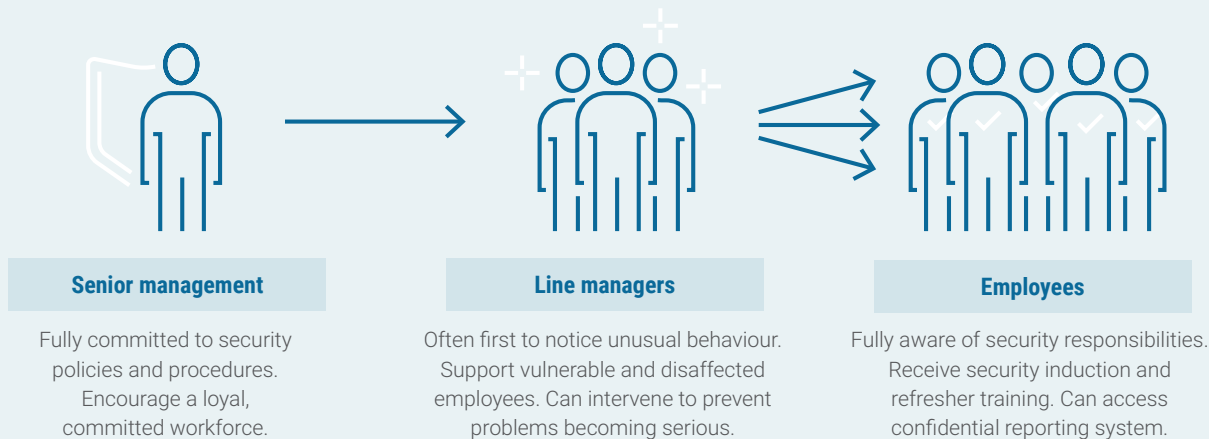 Senior management
Fully committed to security
policies and procedures.
Encourage a loyal,
committed workforce.
Line managers
Often first to notice unusual behaviour.
Support vulnerable and disaffected
employees. Can intervene to prevent
problems becoming serious.
Employees
Fully aware of security responsibilities.
Receive security induction and
refresher training. Can access
confidential reporting system.